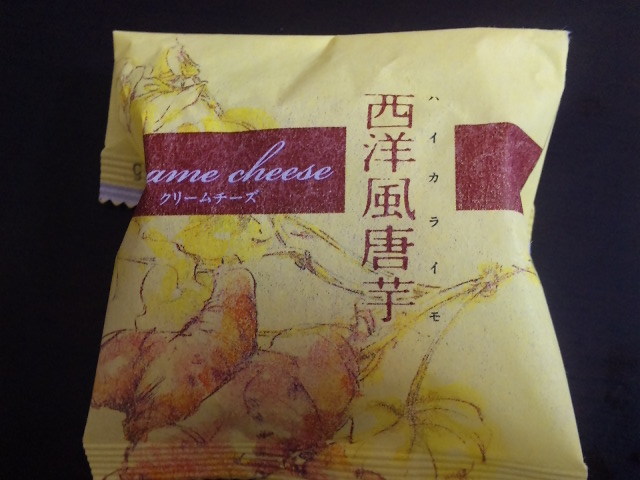 西洋風唐芋
ハイカライモ
ame cheese
クリームチーズ